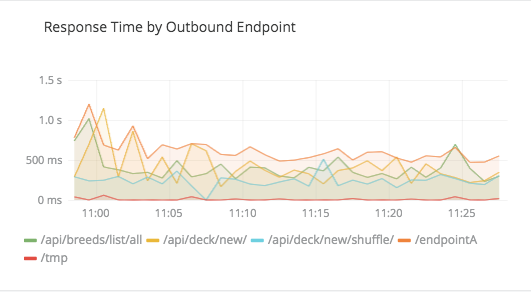 Response Time by Outbound Endpoint
1.5 s
1.0 s
500 ms
0 ms
11:00 11:05 11:10 11:15 11:20 11:25
/api/breeds/list/all /api/deck/new/ /api/deck/new/shuffle/ /endpointA
/tmp